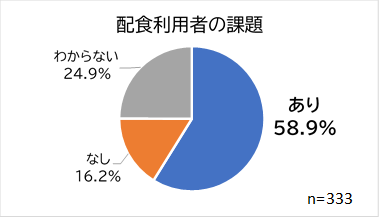 配食利用者の課題
わからない
24.9%
あり
58.9%
なし
16.2%
n=333